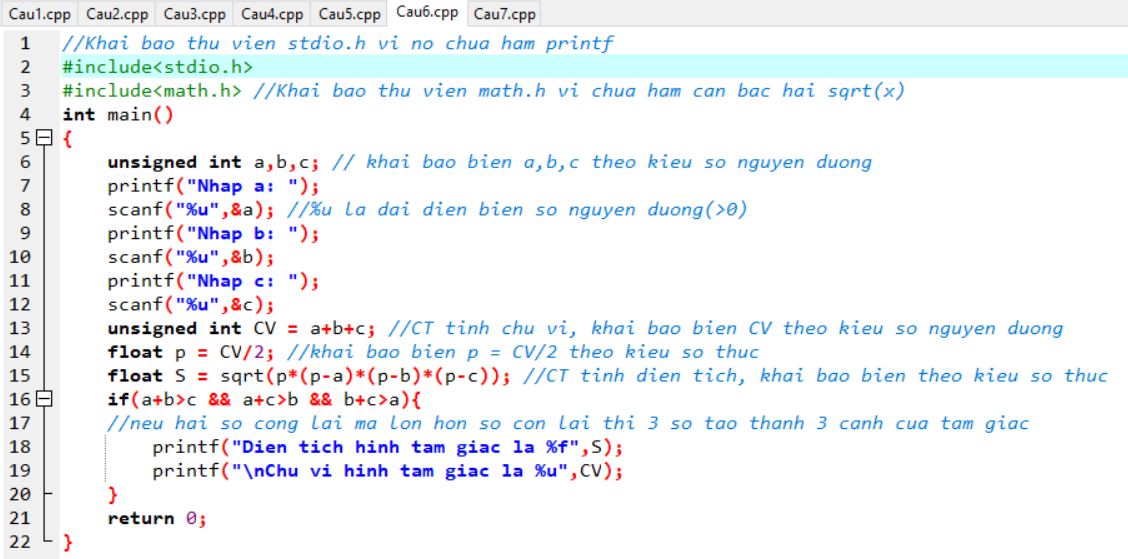 Cau1.cpp Cau2.cpp Cau3.cpp Cau4.cpp Cau5.cpp Cau6.cpp Cau7.cpp
1 //Khai bao thu vien stdio.h vi no chua ham printf
2 #include<stdio.h>
3 #include<math.h> //Khai bao thu vien math.h vi chua ham can bac hai sqrt(x)
4 int main()
5 {
6 unsigned int a,b,c; // khai bao bien a,b,c theo kieu so nguyen duong
7 printf("Nhap a: ");
8 scanf("%u",&a); //%u la dai dien bien so nguyen duong(>0)
9 printf("Nhap b: ");
10 scanf("%u",&b);
11 printf("Nhap c: ");
12 scanf("%u",&c);
13 unsigned int CV = a+b+c; //CT tinh chu vi, khai bao bien CV theo kieu so nguyen duong
14 float p = CV/2; //khai bao bien p = CV/2 theo kieu so thuc
15 float S = sqrt(p*(p-a)*(p-b)*(p-c)); //CT tinh dien tich, khai bao bien theo kieu so thuc
16 if(a+b>c && a+c>b && b+c>a){
17 //neu hai so cong lai ma lon hon so con lai thi 3 so tao thanh 3 canh cua tam giac
18 printf("Dien tich hinh tam giac la %f",S);
19 printf("\nChu vi hinh tam giac la %u",CV);
20 }
21 return 0;
22 }